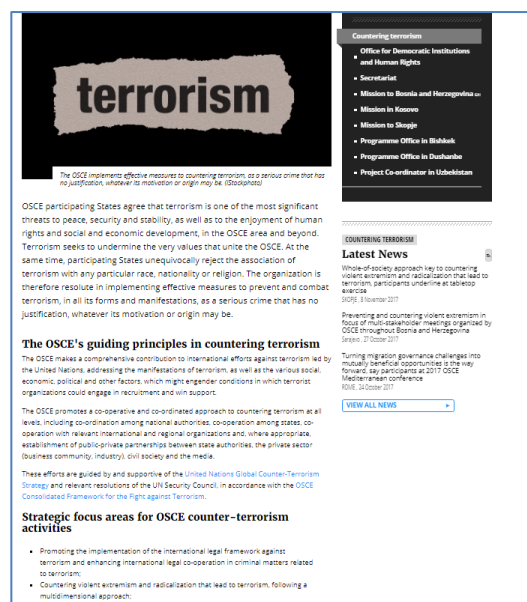 terrorism
The OSCE implements effective measures to countering terrorism, as a serious crime that has
no justification, whatever its motivation or origin may be. (iStockphoto)
OSCE participating States agree that terrorism is one of the most significant
threats to peace, security and stability, as well as to the enjoyment of human
rights and social and economic development, in the OSCE area and beyond.
Terrorism seeks to undermine the very values that unite the OSCE. At the
same time, participating States unequivocally reject the association of
terrorism with any particular race, nationality or religion. The organization is
therefore resolute in implementing effective measures to prevent and combat
terrorism, in all its forms and manifestations, as a serious crime that has no
justification, whatever its motivation or origin may be.
The OSCE's guiding principles in countering terrorism
The OSCE makes a comprehensive contribution to international efforts against terrorism led by
the United Nations, addressing the manifestations of terrorism, as well as the various social,
economic, political and other factors, which might engender conditions in which terrorist
organizations could engage in recruitment and win support.
The OSCE promotes a co-operative and co-ordinated approach to countering terrorism at all
levels, including co-ordination among national authorities, co-operation among states, co-
operation with relevant international and regional organizations and, where appropriate,
establishment of public-private partnerships between state authorities, the private sector
(business community, industry), civil society and the media.
These efforts are guided by and supportive of the United Nations Global Counter-Terrorism
Strategy and relevant resolutions of the UN Security Council, in accordance with the OSCE
Consolidated Framework for the Fight against Terrorism.
Strategic focus areas for OSCE counter-terrorism
activities
Promoting the implementation of the international legal framework against
terrorism and enhancing international legal co-operation in criminal matters related
to terrorism;
Countering violent extremism and radicalization that lead to terrorism, following a
multidimensional approach;
Countering terrorism
Office for Democratic Institutions
and Human Rights
Secretariat
Mission to Bosnia and Herzegovina
Mission in Kosovo
Mission to Skopje
Programme Office in Bishkek
Programme Office in Dushanbe
Project Co-ordinator in Uzbekistan
COUNTERING TERRORISM
Latest News
Whole-of-society approach key to countering
violent extremism and radicalization that lead to
terrorism, participants underline at tabletop
exercise
SKOPJE, 8 November 2017
Preventing and countering violent extremism in
focus of multi-stakeholder meetings organized by
OSCE throughout Bosnia and Herzegovina
Sarajevo, 27 October 2017
Turning migration governance challenges into
mutually beneficial opportunities is the way
forward, say participants at 2017 OSCE
Mediterranean conference
ROME, 24 October 2017
VIEW ALL NEWS